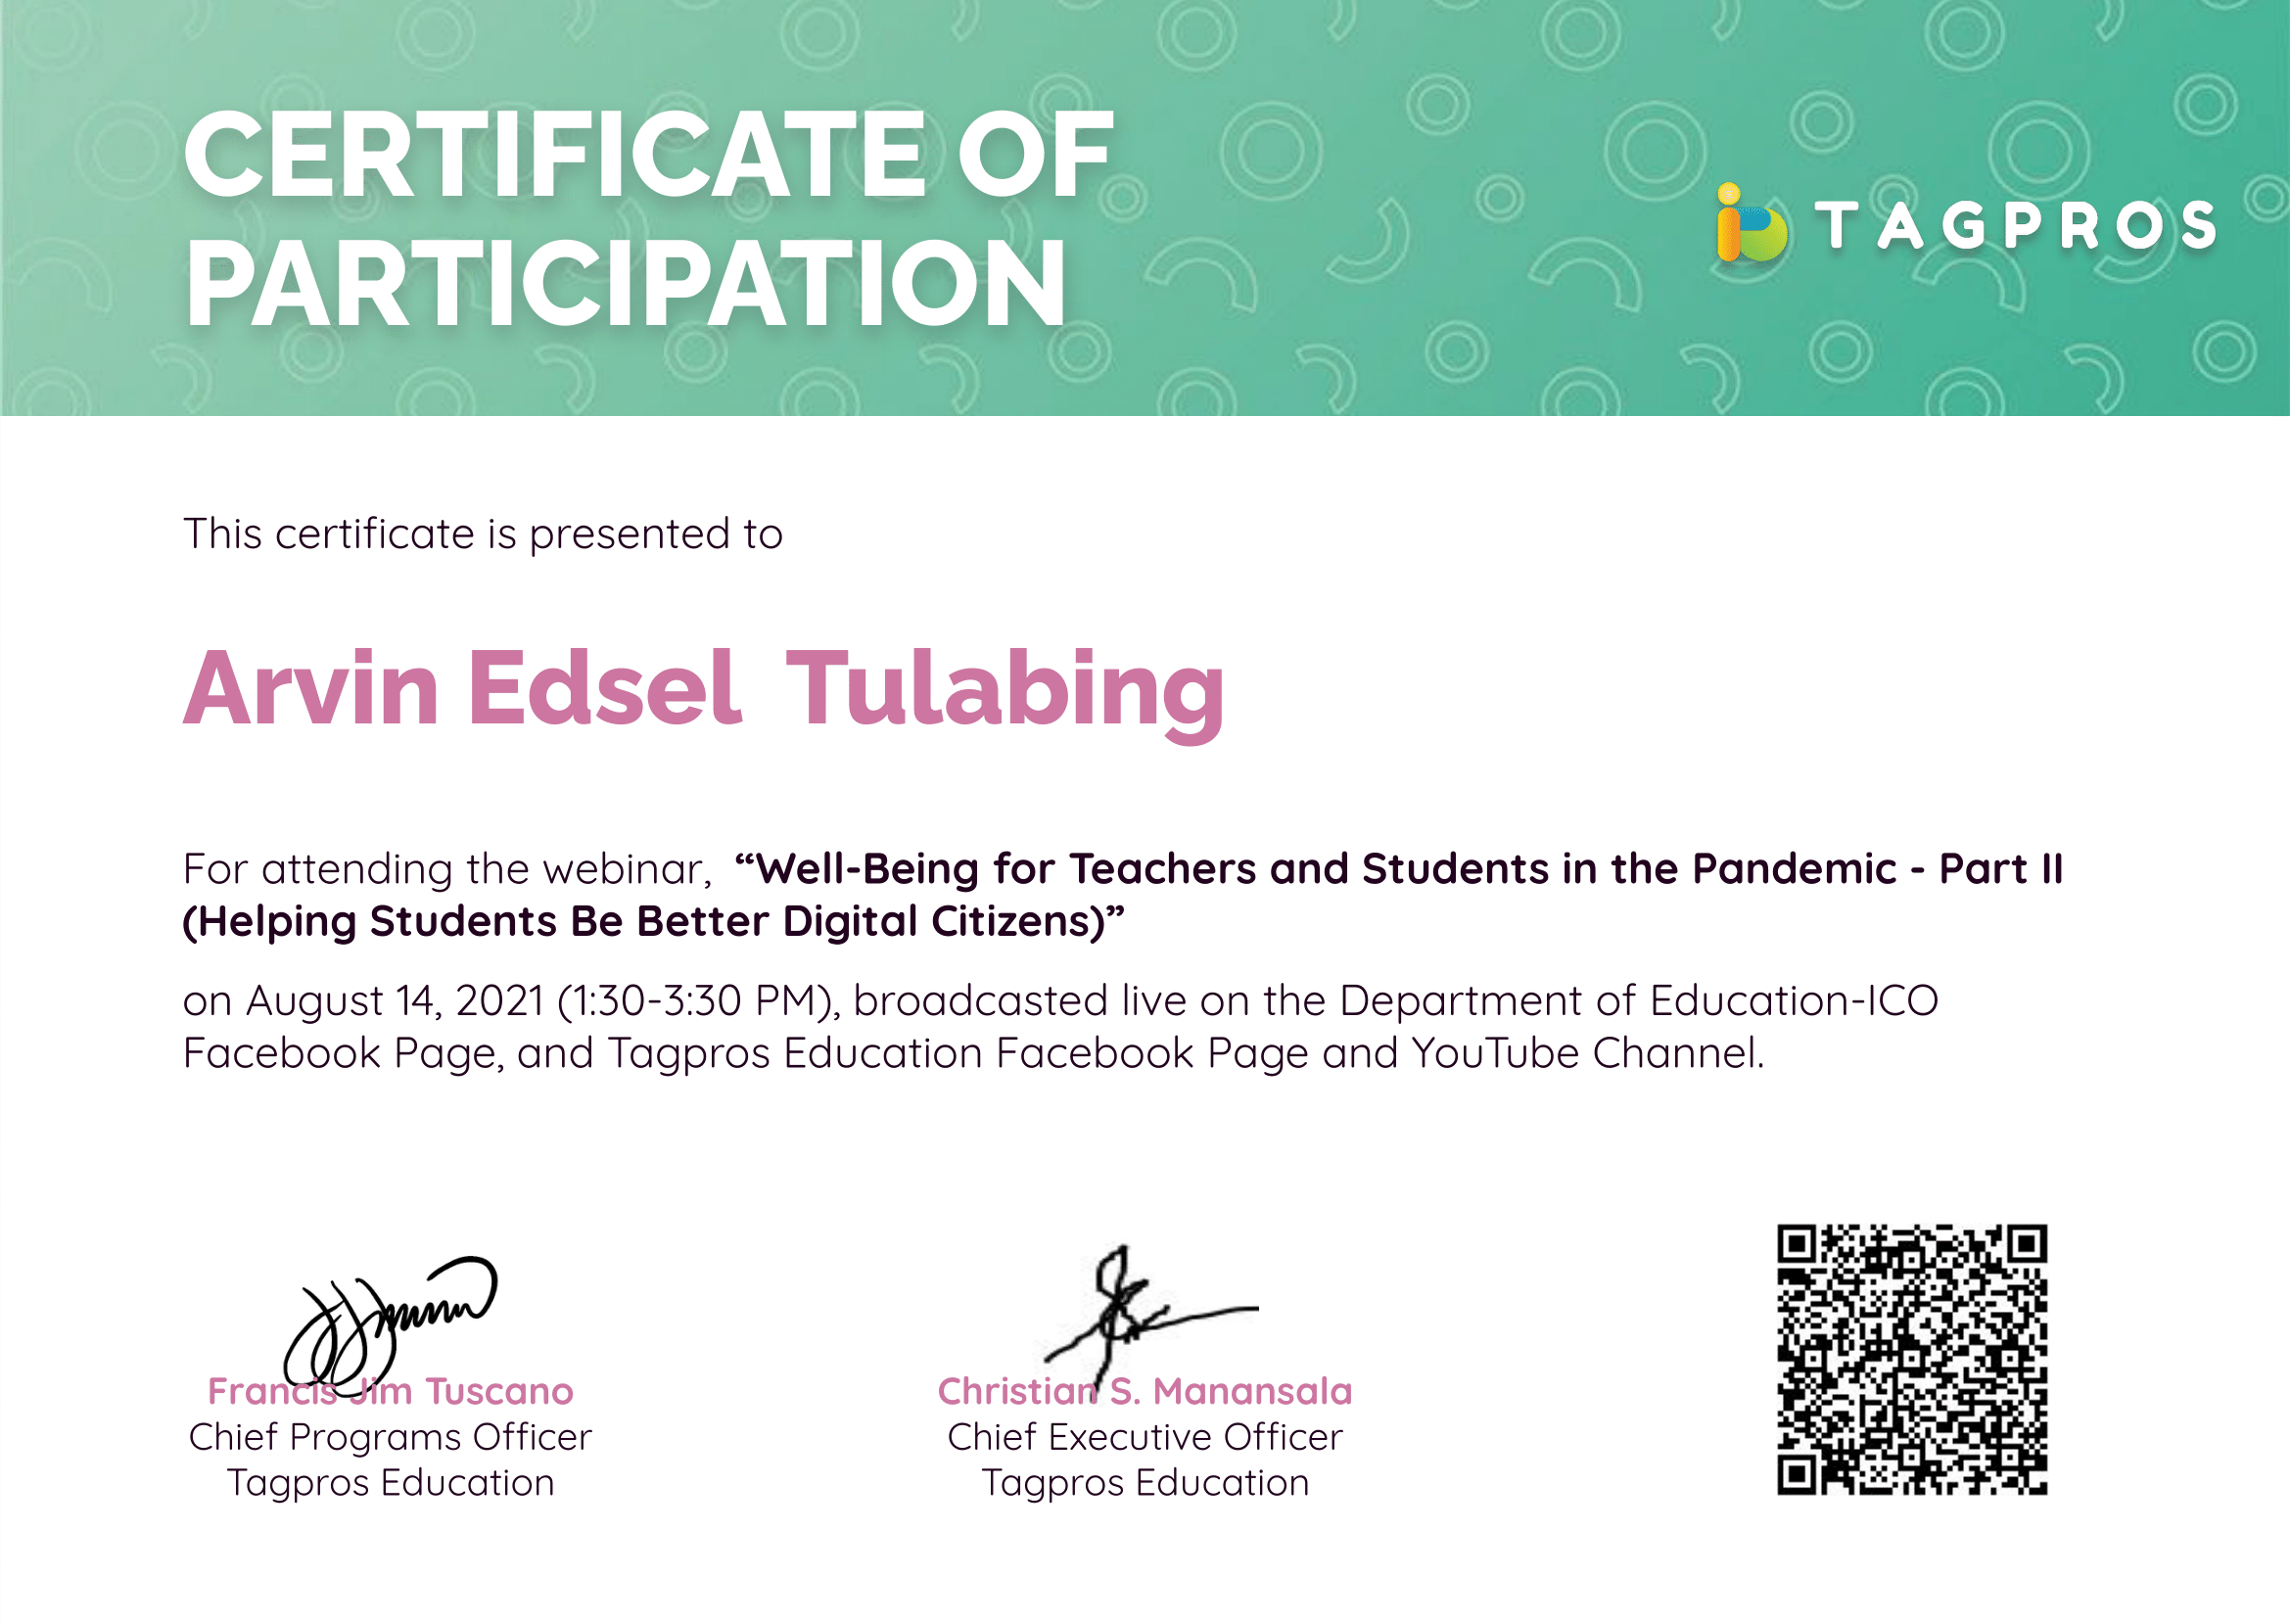 CERTIFICATE OF
PARTICIPATION
TAGPROS
This certificate is presented to
Arvin Edsel Tulabing
For attending the webinar, “Well-Being for Teachers and Students in the Pandemic - Part II
(Helping Students Be Better Digital Citizens)”
on August 14, 2021 (1:30-3:30 PM), broadcasted live on the Department of Education-ICO
Facebook Page, and Tagpros Education Facebook Page and YouTube Channel.
Francis Jim Tuscano
Chief Programs Officer
Tagpros Education
Christian S. Manansala
Chief Executive Officer
Tagpros Education